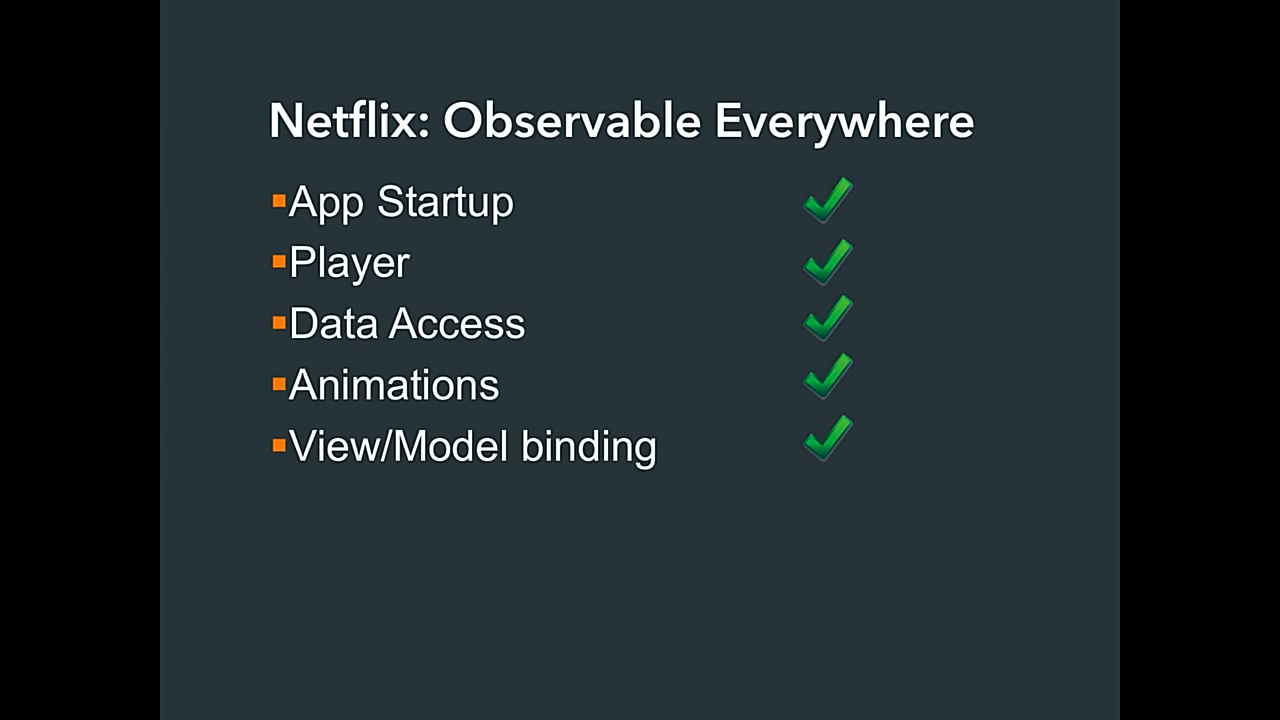 Netflix: Observable Everywhere
App Startup
Player
Data Access
Animations
View/Model binding